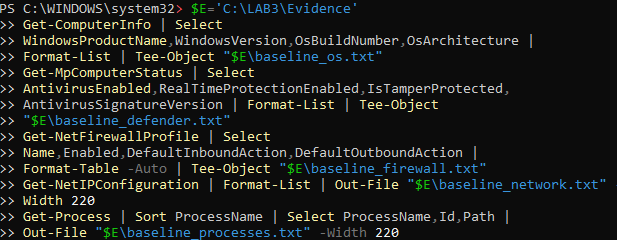 PS C:\WINDOWS\system32> $E='C:\LAB3\Evidence'
>> Get-ComputerInfo | Select
>> WindowsProductName,WindowsVersion,OsBuildNumber,OsArchitecture |
>> Format-List | Tee-Object "$E\baseline_os.txt"
>> Get-MpComputerStatus | Select
>> AntivirusEnabled,RealTimeProtectionEnabled,IsTamperProtected,
>> AntivirusSignatureVersion | Format-List | Tee-Object
>> "$E\baseline_defender.txt"
>> Get-NetFirewallProfile | Select
>> Name,Enabled,DefaultInboundAction,DefaultOutboundAction |
>> Format-Table -Auto | Tee-Object "$E\baseline_firewall.txt"
>> Get-NetIPConfiguration | Format-List | Out-File "$E\baseline_network.txt" -
>> Width 220
>> Get-Process | Sort ProcessName | Select ProcessName,Id,Path |
>> Out-File "$E\baseline_processes.txt" -Width 220